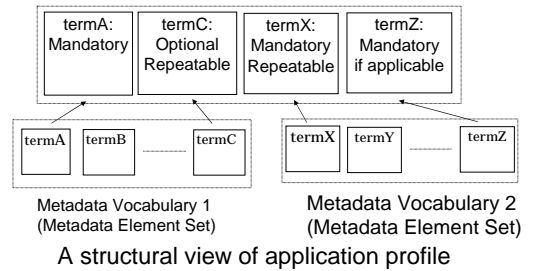 termA:
Mandatory
termC:
Optional
Repeatable
termX:
Mandatory
Repeatable
termZ:
Mandatory
if applicable
termA termB termC
termX termY termZ
Metadata Vocabulary 1
(Metadata Element Set)
Metadata Vocabulary 2
(Metadata Element Set)
A structural view of application profile